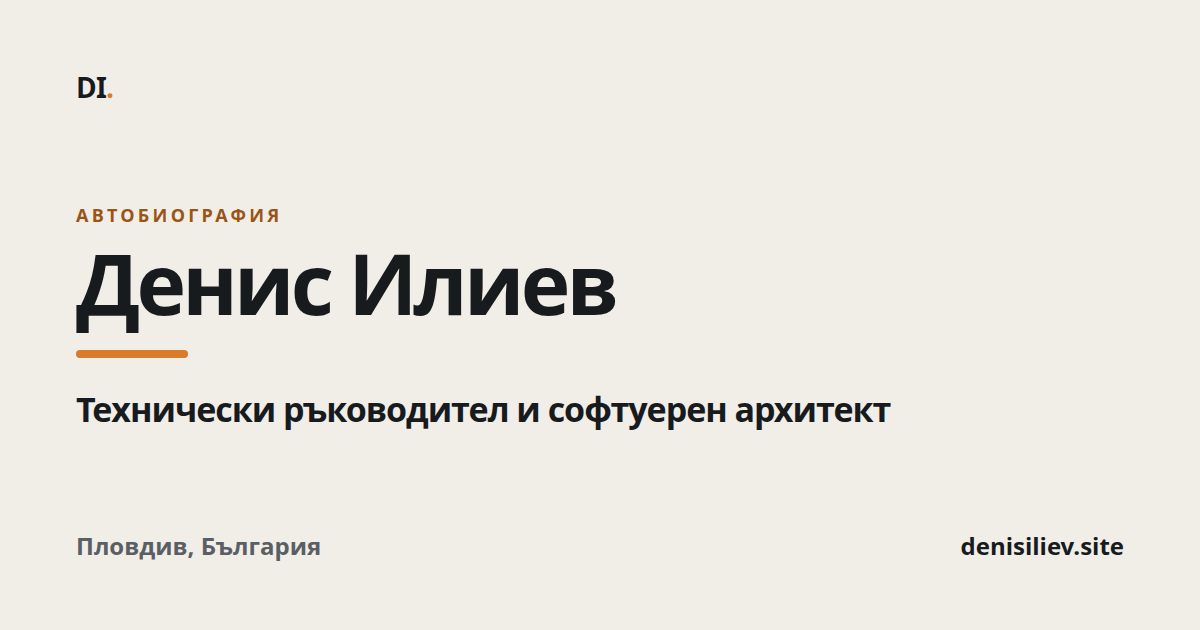 DI.
АВТОБИОГРАФИЯ
Денис Илиев
Технически ръководител и софтуерен архитект
Пловдив, България
denisiliev.site